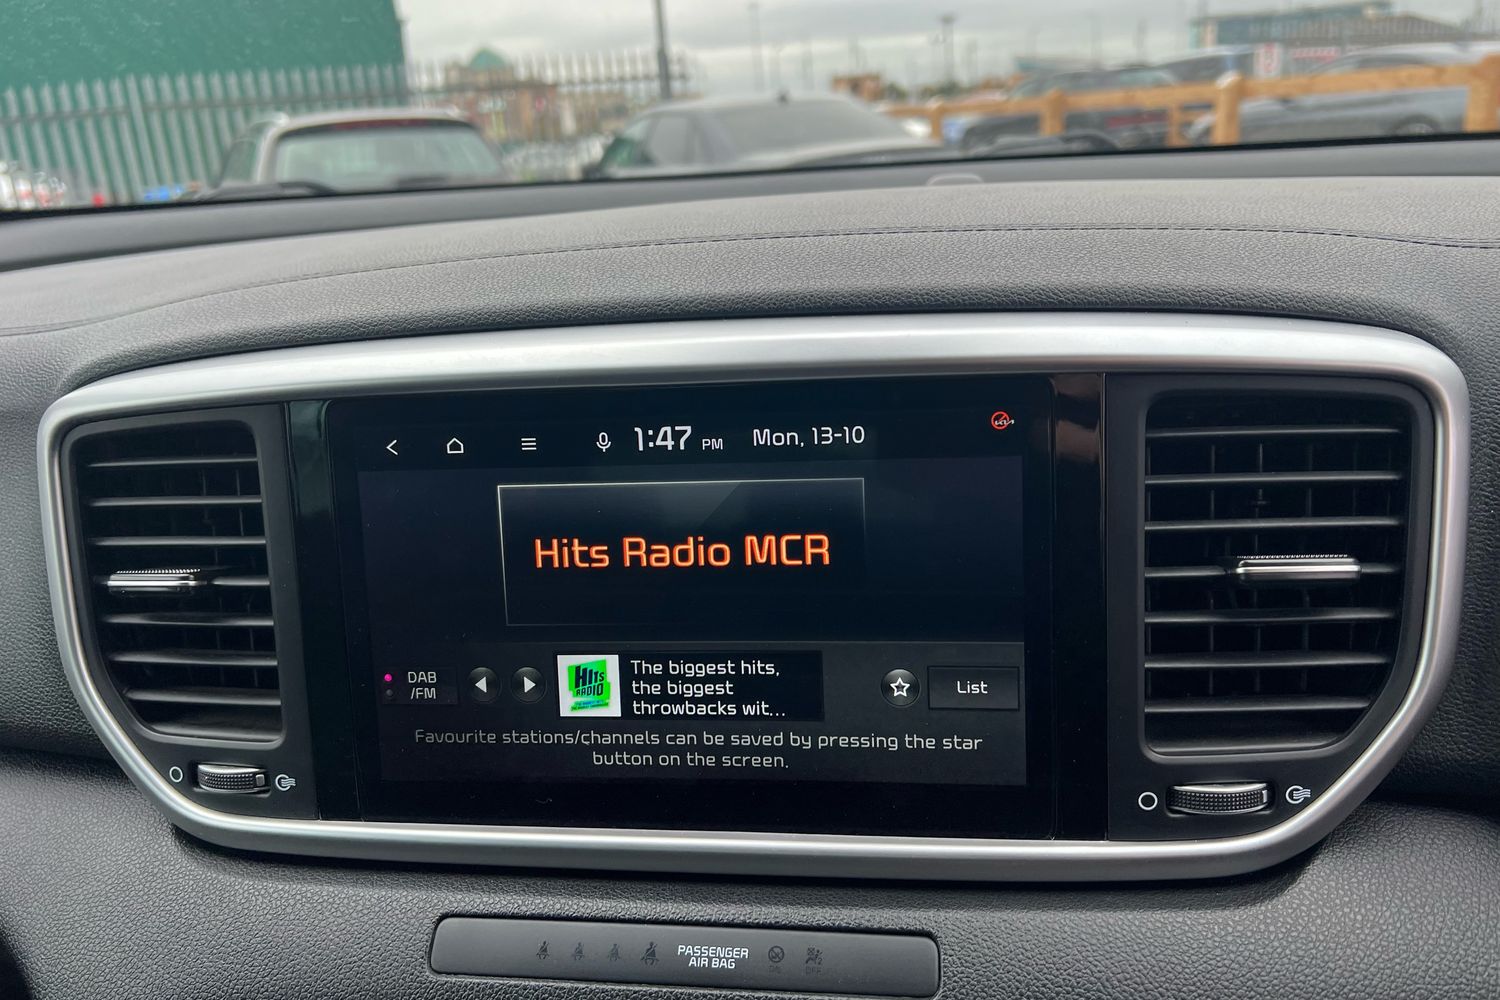 1:47 PM Mon, 13-10
Hits Radio MCR
DAB
/FM
HITS
RADIO
The biggest hits,
the biggest
throwbacks wit...
List
Favourite stations/channels can be saved by pressing the star
button on the screen.
PASSENGER
AIR BAG
ON
OFF